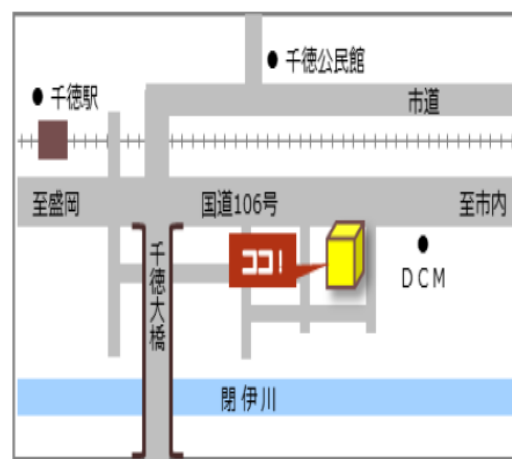 千徳公民館
千徳駅
市道
至盛岡
国道106号
至市内
ココ!
千徳大橋
DCM
閉伊川